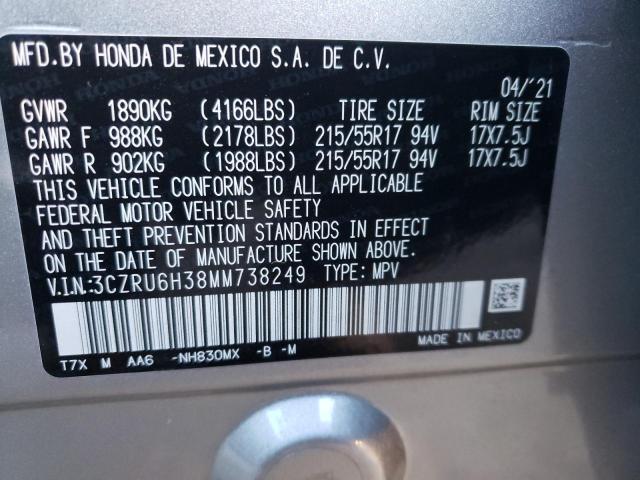 MFD.BY HONDA DE MEXICO S.A. DE C.V.
04/'21
GVWR 1890KG (4166LBS) TIRE SIZE RIM SIZE
GAWR F 988KG (2178LBS) 215/55R17 94V 17X7.5J
GAWR R 902KG (1988LBS) 215/55R17 94V 17X7.5J
THIS VEHICLE CONFORMS TO ALL APPLICABLE
FEDERAL MOTOR VEHICLE SAFETY
AND THEFT PREVENTION STANDARDS IN EFFECT
ON THE DATE OF MANUFACTURE SHOWN ABOVE.
V.I.N:3CZRU6H38MM738249 TYPE: MPV
T7X M AA6 -NH830MX -B -M
MADE IN MEXICO